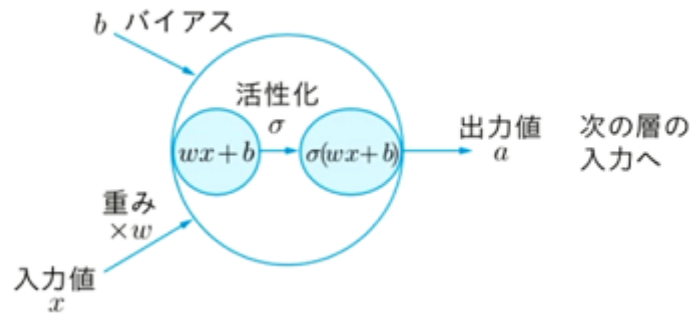 b バイアス
活性化
σ
wx + b
σ(wx + b)
出力値
a
次の層の
入力へ
重み
×w
入力値
x